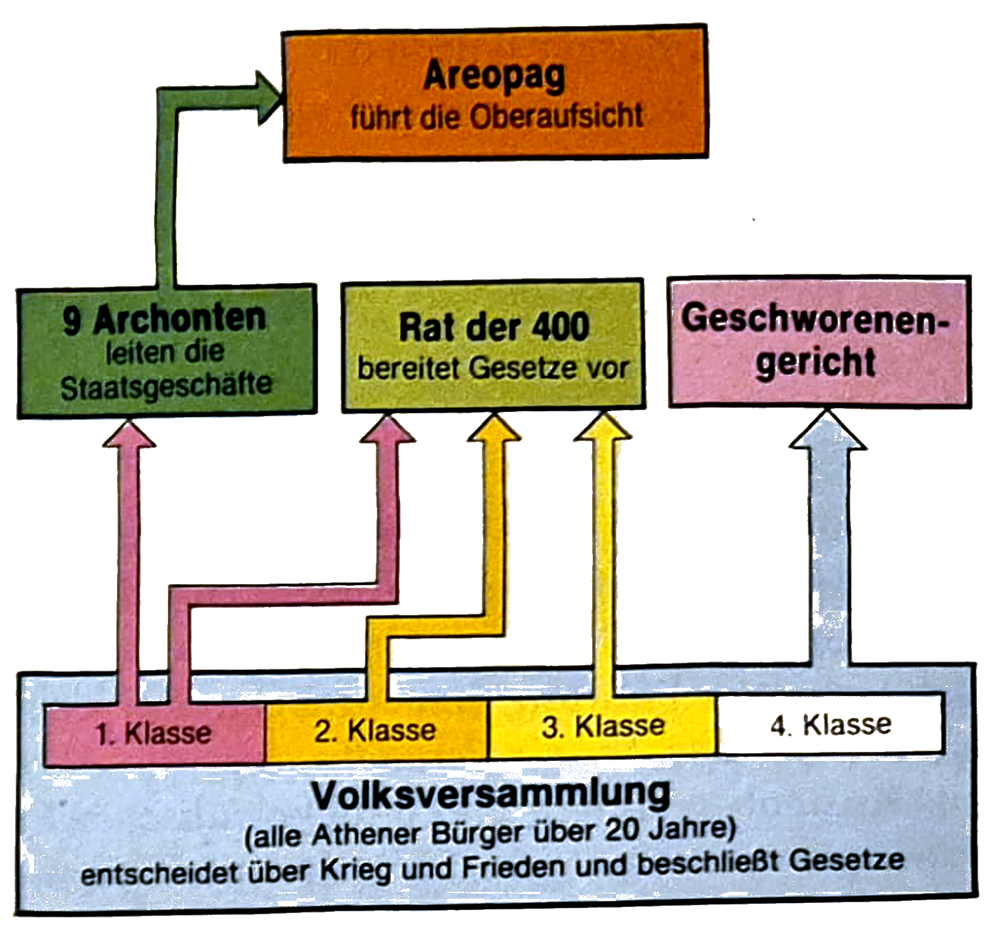 Areopag
führt die Oberaufsicht
9 Archonten
leiten die
Staatsgeschäfte
Rat der 400
bereitet Gesetze vor
Geschworenen-
gericht
1. Klasse
2. Klasse
3. Klasse
4. Klasse
Volksversammlung
(alle Athener Bürger über 20 Jahre)
entscheidet über Krieg und Frieden und beschließt Gesetze